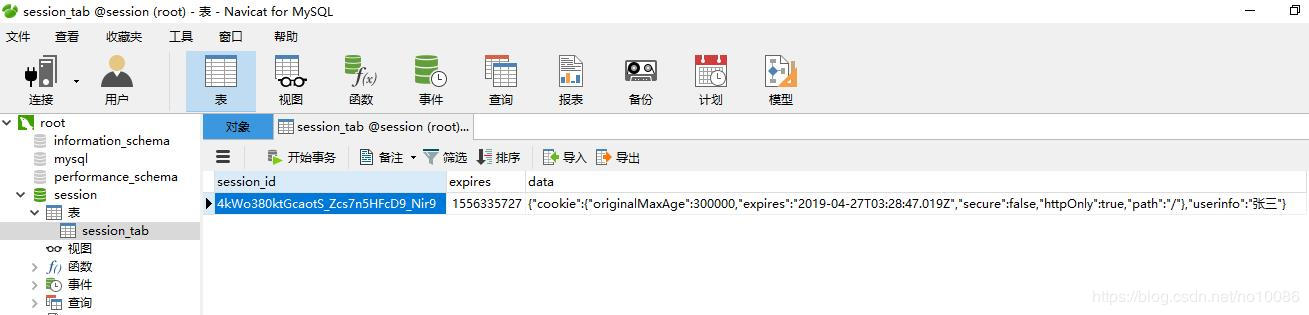 session_tab @session (root) - 表 - Navicat for MySQL
文件 查看 收藏夹 工具 窗口 帮助
连接 用户 表 视图 函数 事件 查询 报表 备份 计划 模型
root
information_schema
mysql
performance_schema
session
表
session_tab
视图
函数
事件
查询
对象 session_tab @session (root)...
开始事务 备注 筛选 排序 导入 导出
session_id expires data
4kWo380ktGcaotS_Zcs7n5HFcD9_Nir9 1556335727 {"cookie":{"originalMaxAge":300000,"expires":"2019-04-27T03:28:47.019Z","secure":false,"httpOnly":true,"path":"/"},"userinfo":"张三"}
https://blog.csdn.net/no10086